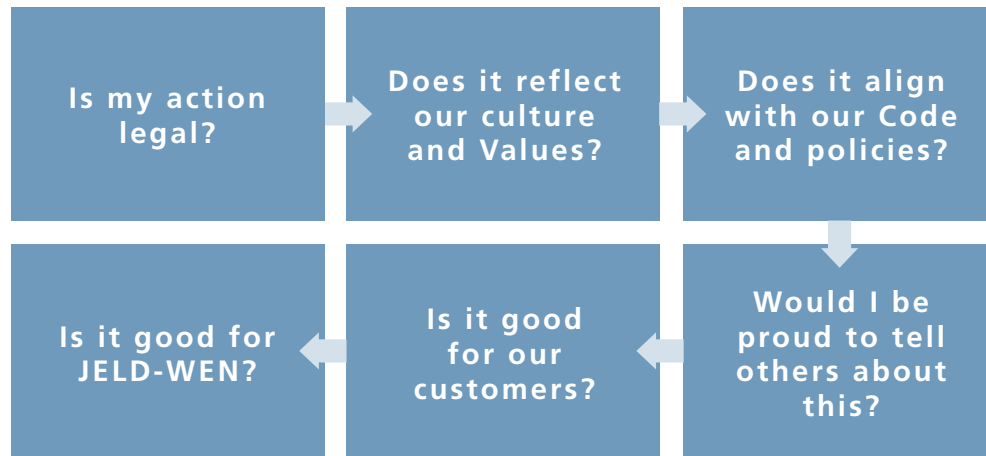 Is my action
legal?
Does it reflect
our culture
and Values?
Does it align
with our Code
and policies?
Would I be
proud to tell
others about
this?
Is it good
for our
customers?
Is it good for
JELD-WEN?